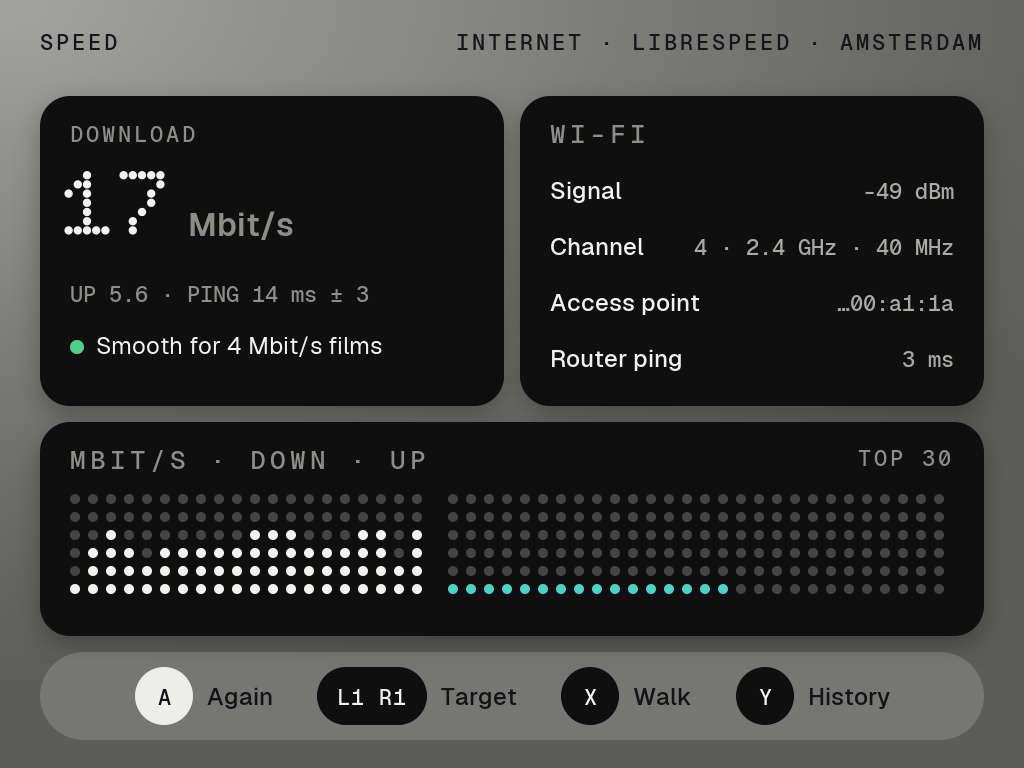 SPEED
INTERNET · LIBRESPEED · AMSTERDAM
DOWNLOAD
17 Mbit/s
UP 5.6 · PING 14 ms ± 3
Smooth for 4 Mbit/s films
WI-FI
Signal -49 dBm
Channel 4 · 2.4 GHz · 40 MHz
Access point …00:a1:1a
Router ping 3 ms
MBIT/S · DOWN · UP
TOP 30
A Again L1 R1 Target X Walk Y History